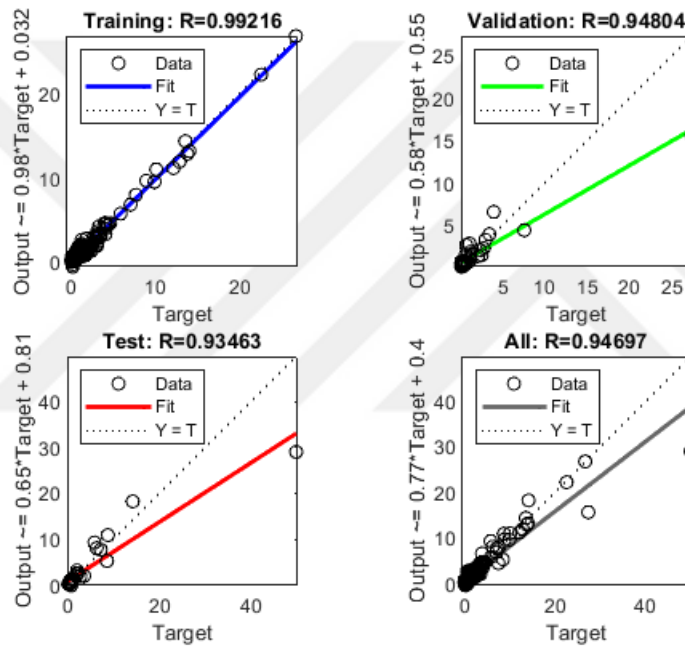 Training: R=0.99216
Output ~= 0.98*Target + 0.032
Data
Fit
Y = T
20
10
0
0
10
20
Target
Validation: R=0.94804
Output ~= 0.58*Target + 0.55
Data
Fit
Y = T
25
20
15
10
5
5
10
15
20
25
Target
Test: R=0.93463
Output ~= 0.65*Target + 0.81
Data
Fit
Y = T
50
40
30
20
10
0
0
20
40
Target
All: R=0.94697
Output ~= 0.77*Target + 0.4
Data
Fit
Y = T
50
40
30
20
10
0
0
20
40
Target